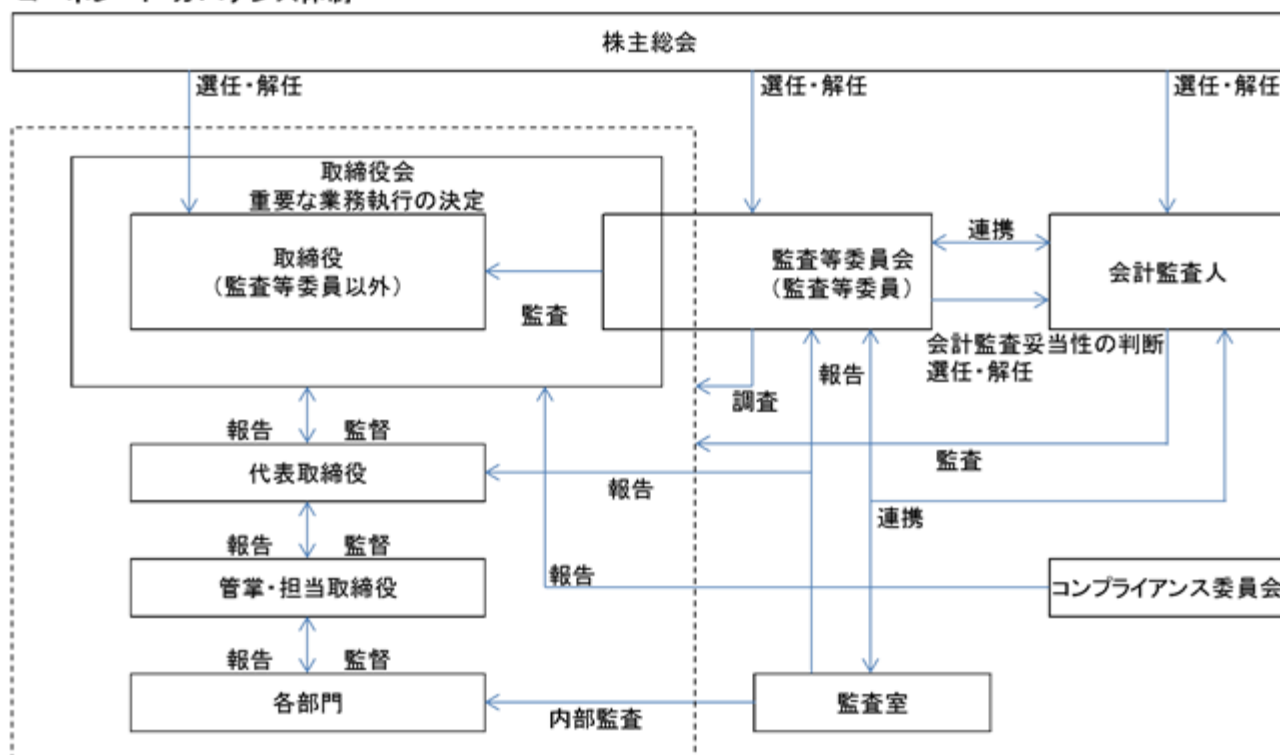 株主総会
選任・解任
選任・解任
選任・解任
取締役会
重要な業務執行の決定
取締役
(監査等委員以外)
監査
監査等委員会
(監査等委員)
連携
会計監査人
会計監査妥当性の判断
選任・解任
報告
調査
報告
監督
監査
代表取締役
報告
連携
報告
監督
報告
管掌・担当取締役
コンプライアンス委員会
報告
監督
各部門
内部監査
監査室